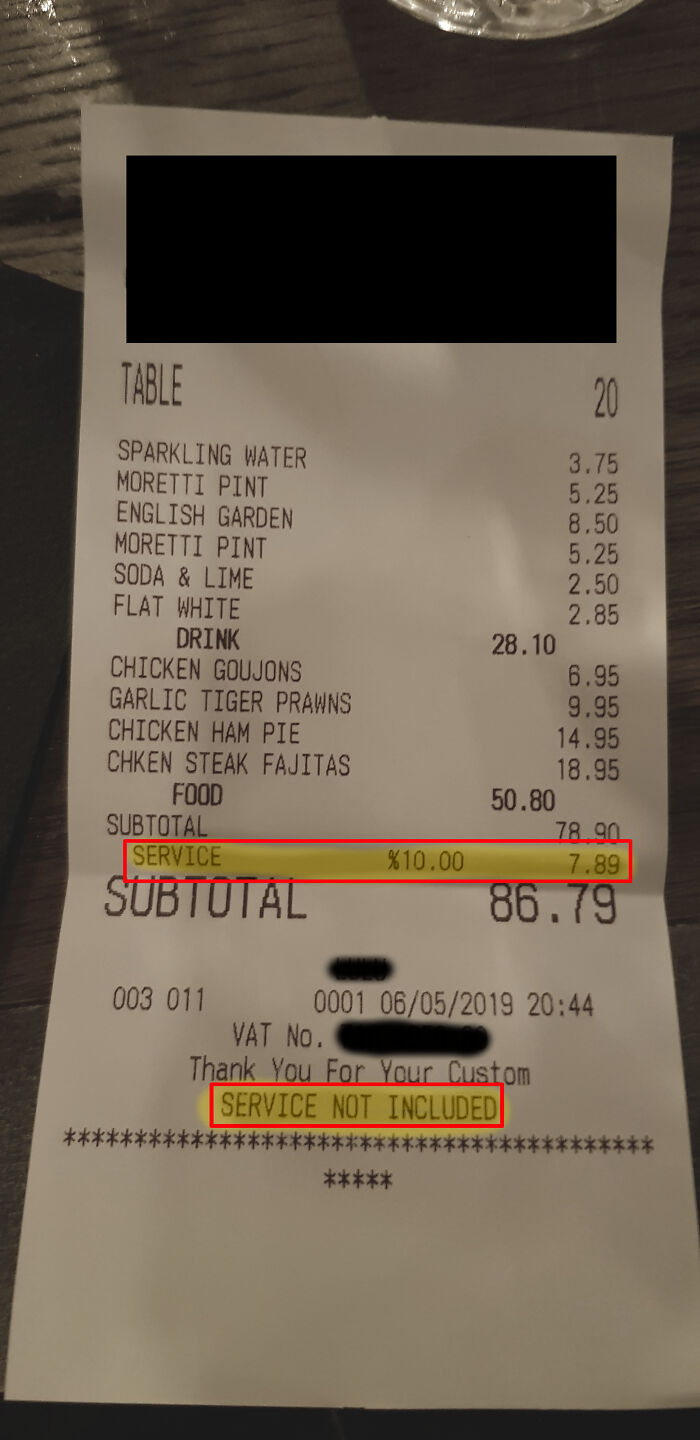 TABLE 20
SPARKLING WATER 3.75
MORETTI PINT 5.25
ENGLISH GARDEN 8.50
MORETTI PINT 5.25
SODA & LIME 2.50
FLAT WHITE 2.85
DRINK 28.10
CHICKEN GOUJONS 6.95
GARLIC TIGER PRAWNS 9.95
CHICKEN HAM PIE 14.95
CHKEN STEAK FAJITAS 18.95
FOOD 50.80
SUBTOTAL 78.90
SERVICE %10.00 7.89
SUBTOTAL 86.79
003 011 0001 06/05/2019 20:44
VAT No.
Thank You For Your Custom
SERVICE NOT INCLUDED
******************************************
*****